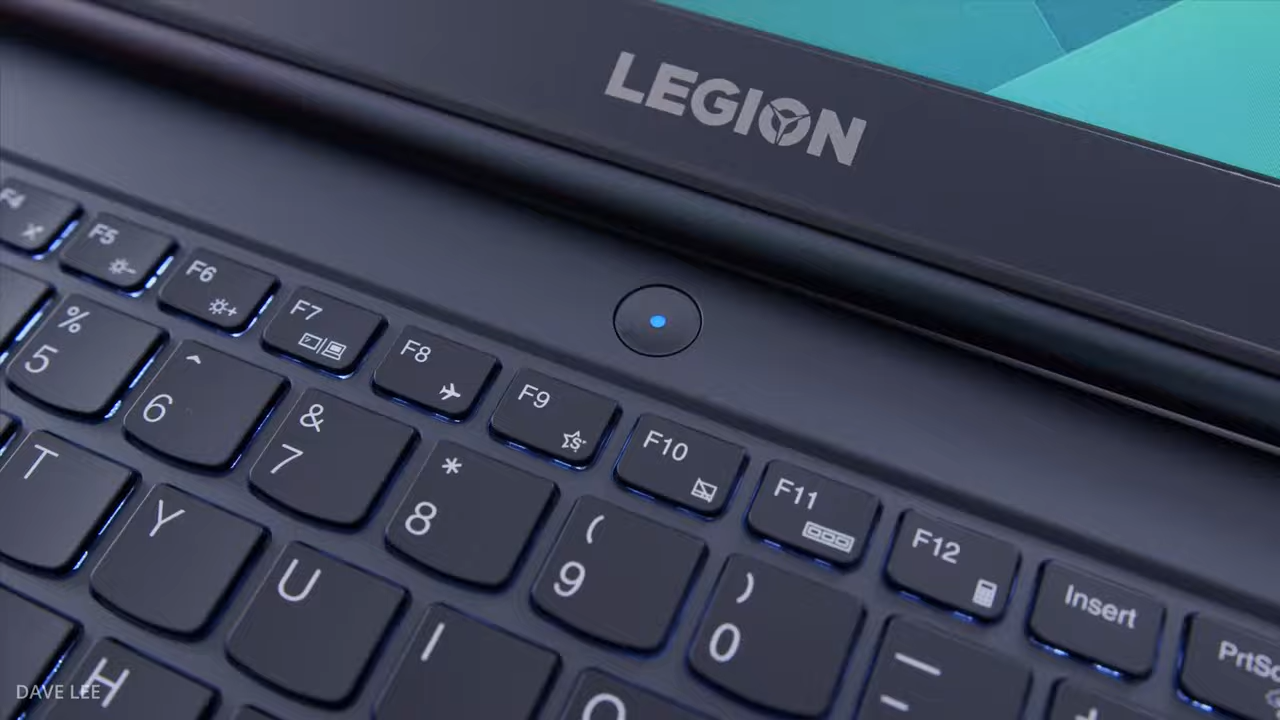 LEGION
F4
F5
F6
F7
F8
F9
F10
F11
F12
Insert
PrtSc
%
5
^
6
&
7
*
8
(
9
)
0
—
-
+
T
Y
U
I
O
H
DAVE LEE